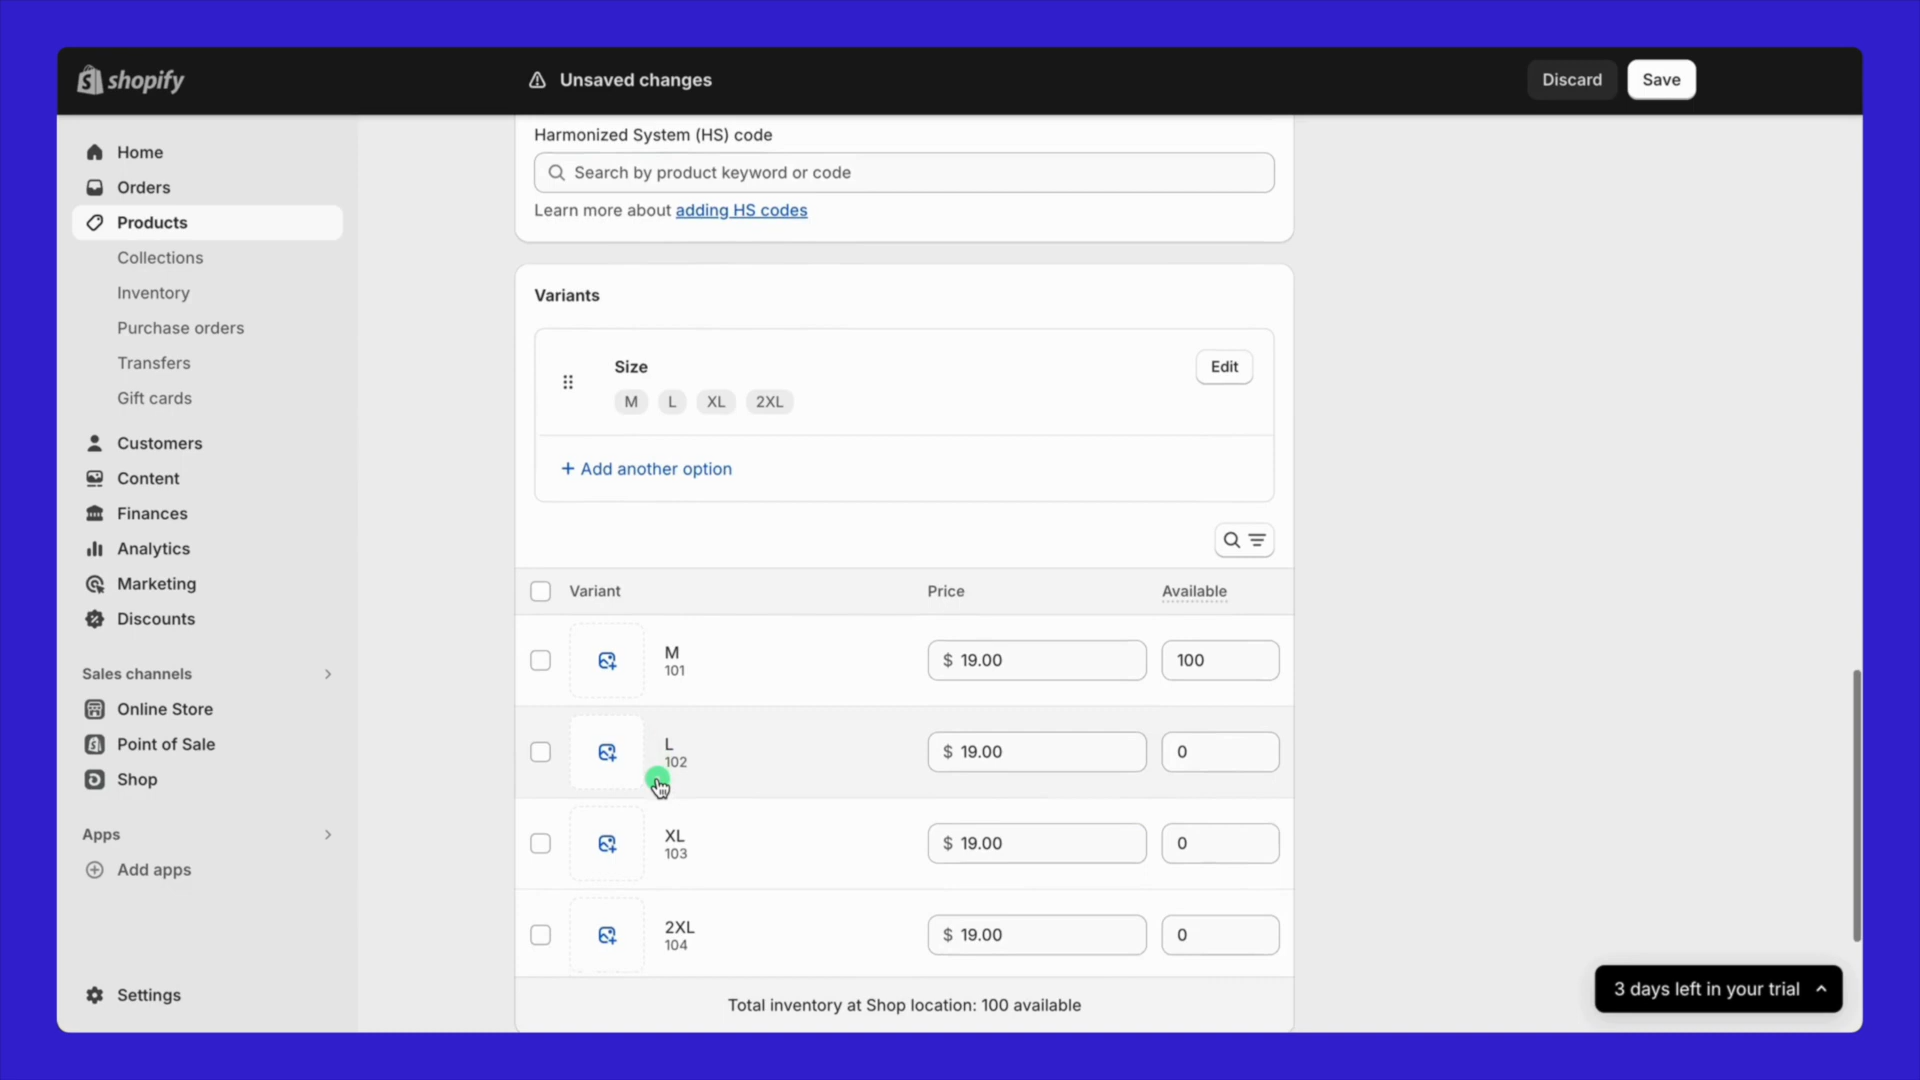 shopify
Unsaved changes
Discard
Save
Home
Orders
Products
Collections
Inventory
Purchase orders
Transfers
Gift cards
Customers
Content
Finances
Analytics
Marketing
Discounts
Sales channels
Online Store
Point of Sale
Shop
Apps
Add apps
Settings
Harmonized System (HS) code
Search by product keyword or code
Learn more about adding HS codes
Variants
Size
Edit
M L XL 2XL
+ Add another option
Variant Price Available
M
101
$ 19.00
100
L
102
$ 19.00
0
XL
103
$ 19.00
0
2XL
104
$ 19.00
0
Total inventory at Shop location: 100 available
3 days left in your trial